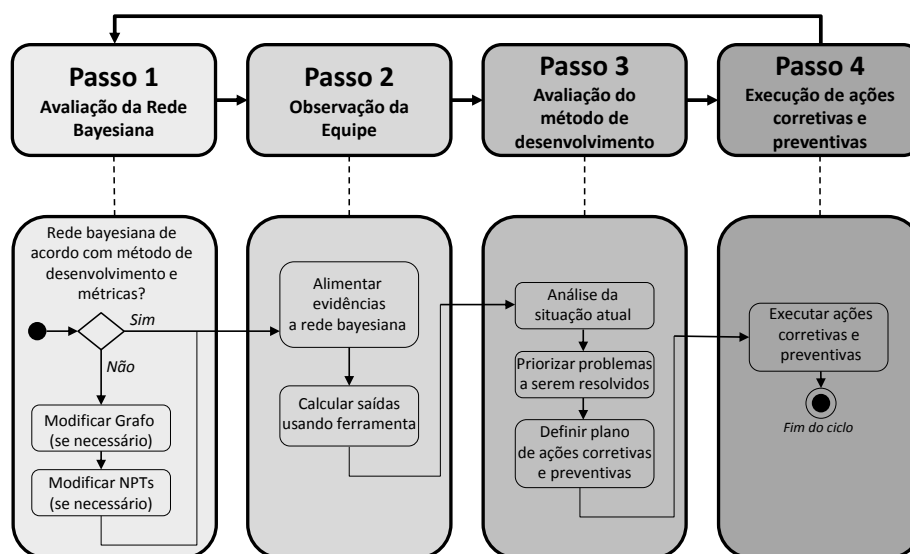 Passo 1
Avaliação da Rede
Bayesiana
Passo 2
Observação da
Equipe
Passo 3
Avaliação do
método de
desenvolvimento
Passo 4
Execução de ações
corretivas e
preventivas
Rede bayesiana de
acordo com método de
desenvolvimento e
métricas?
Sim
Não
Modificar Grafo
(se necessário)
Modificar NPTs
(se necessário)
Alimentar
evidências
a rede bayesiana
Calcular saídas
usando ferramenta
Análise da
situação atual
Priorizar problemas
a serem resolvidos
Definir plano
de ações corretivas
e preventivas
Executar ações
corretivas e
preventivas
Fim do ciclo